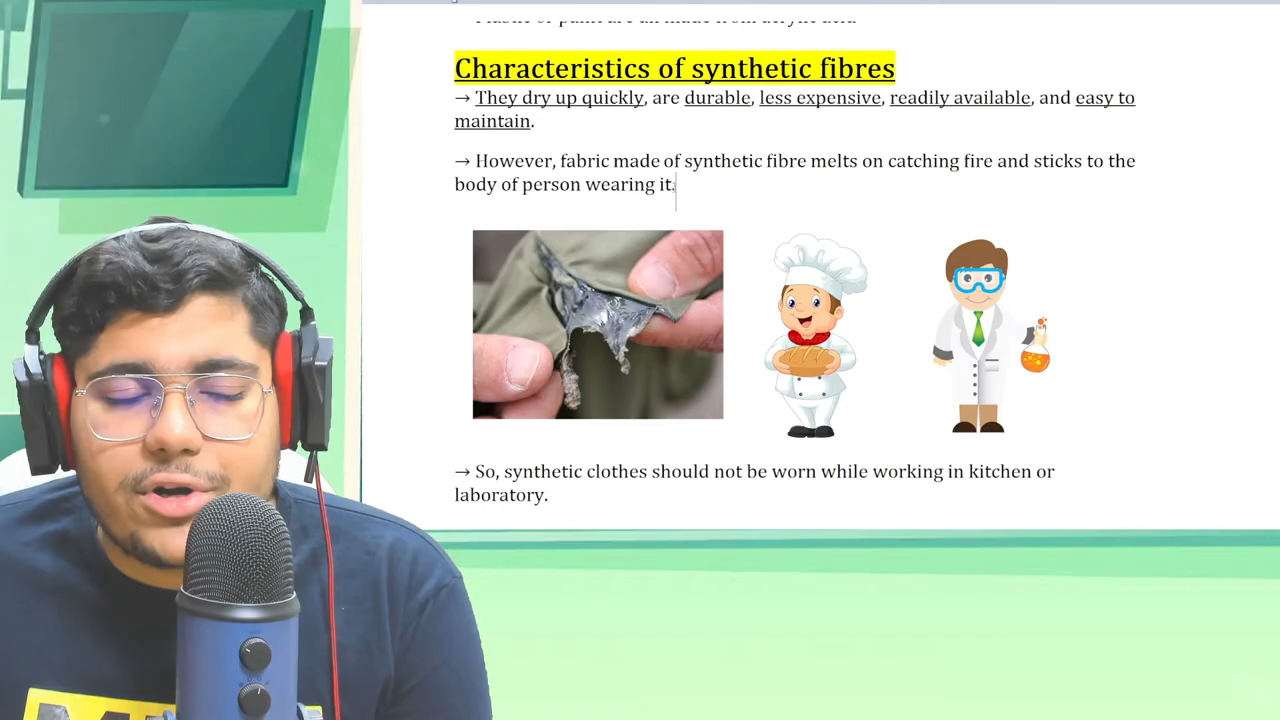 Characteristics of synthetic fibres
→ They dry up quickly, are durable, less expensive, readily available, and easy to
maintain.
→ However, fabric made of synthetic fibre melts on catching fire and sticks to the
body of person wearing it.
→ So, synthetic clothes should not be worn while working in kitchen or
laboratory.